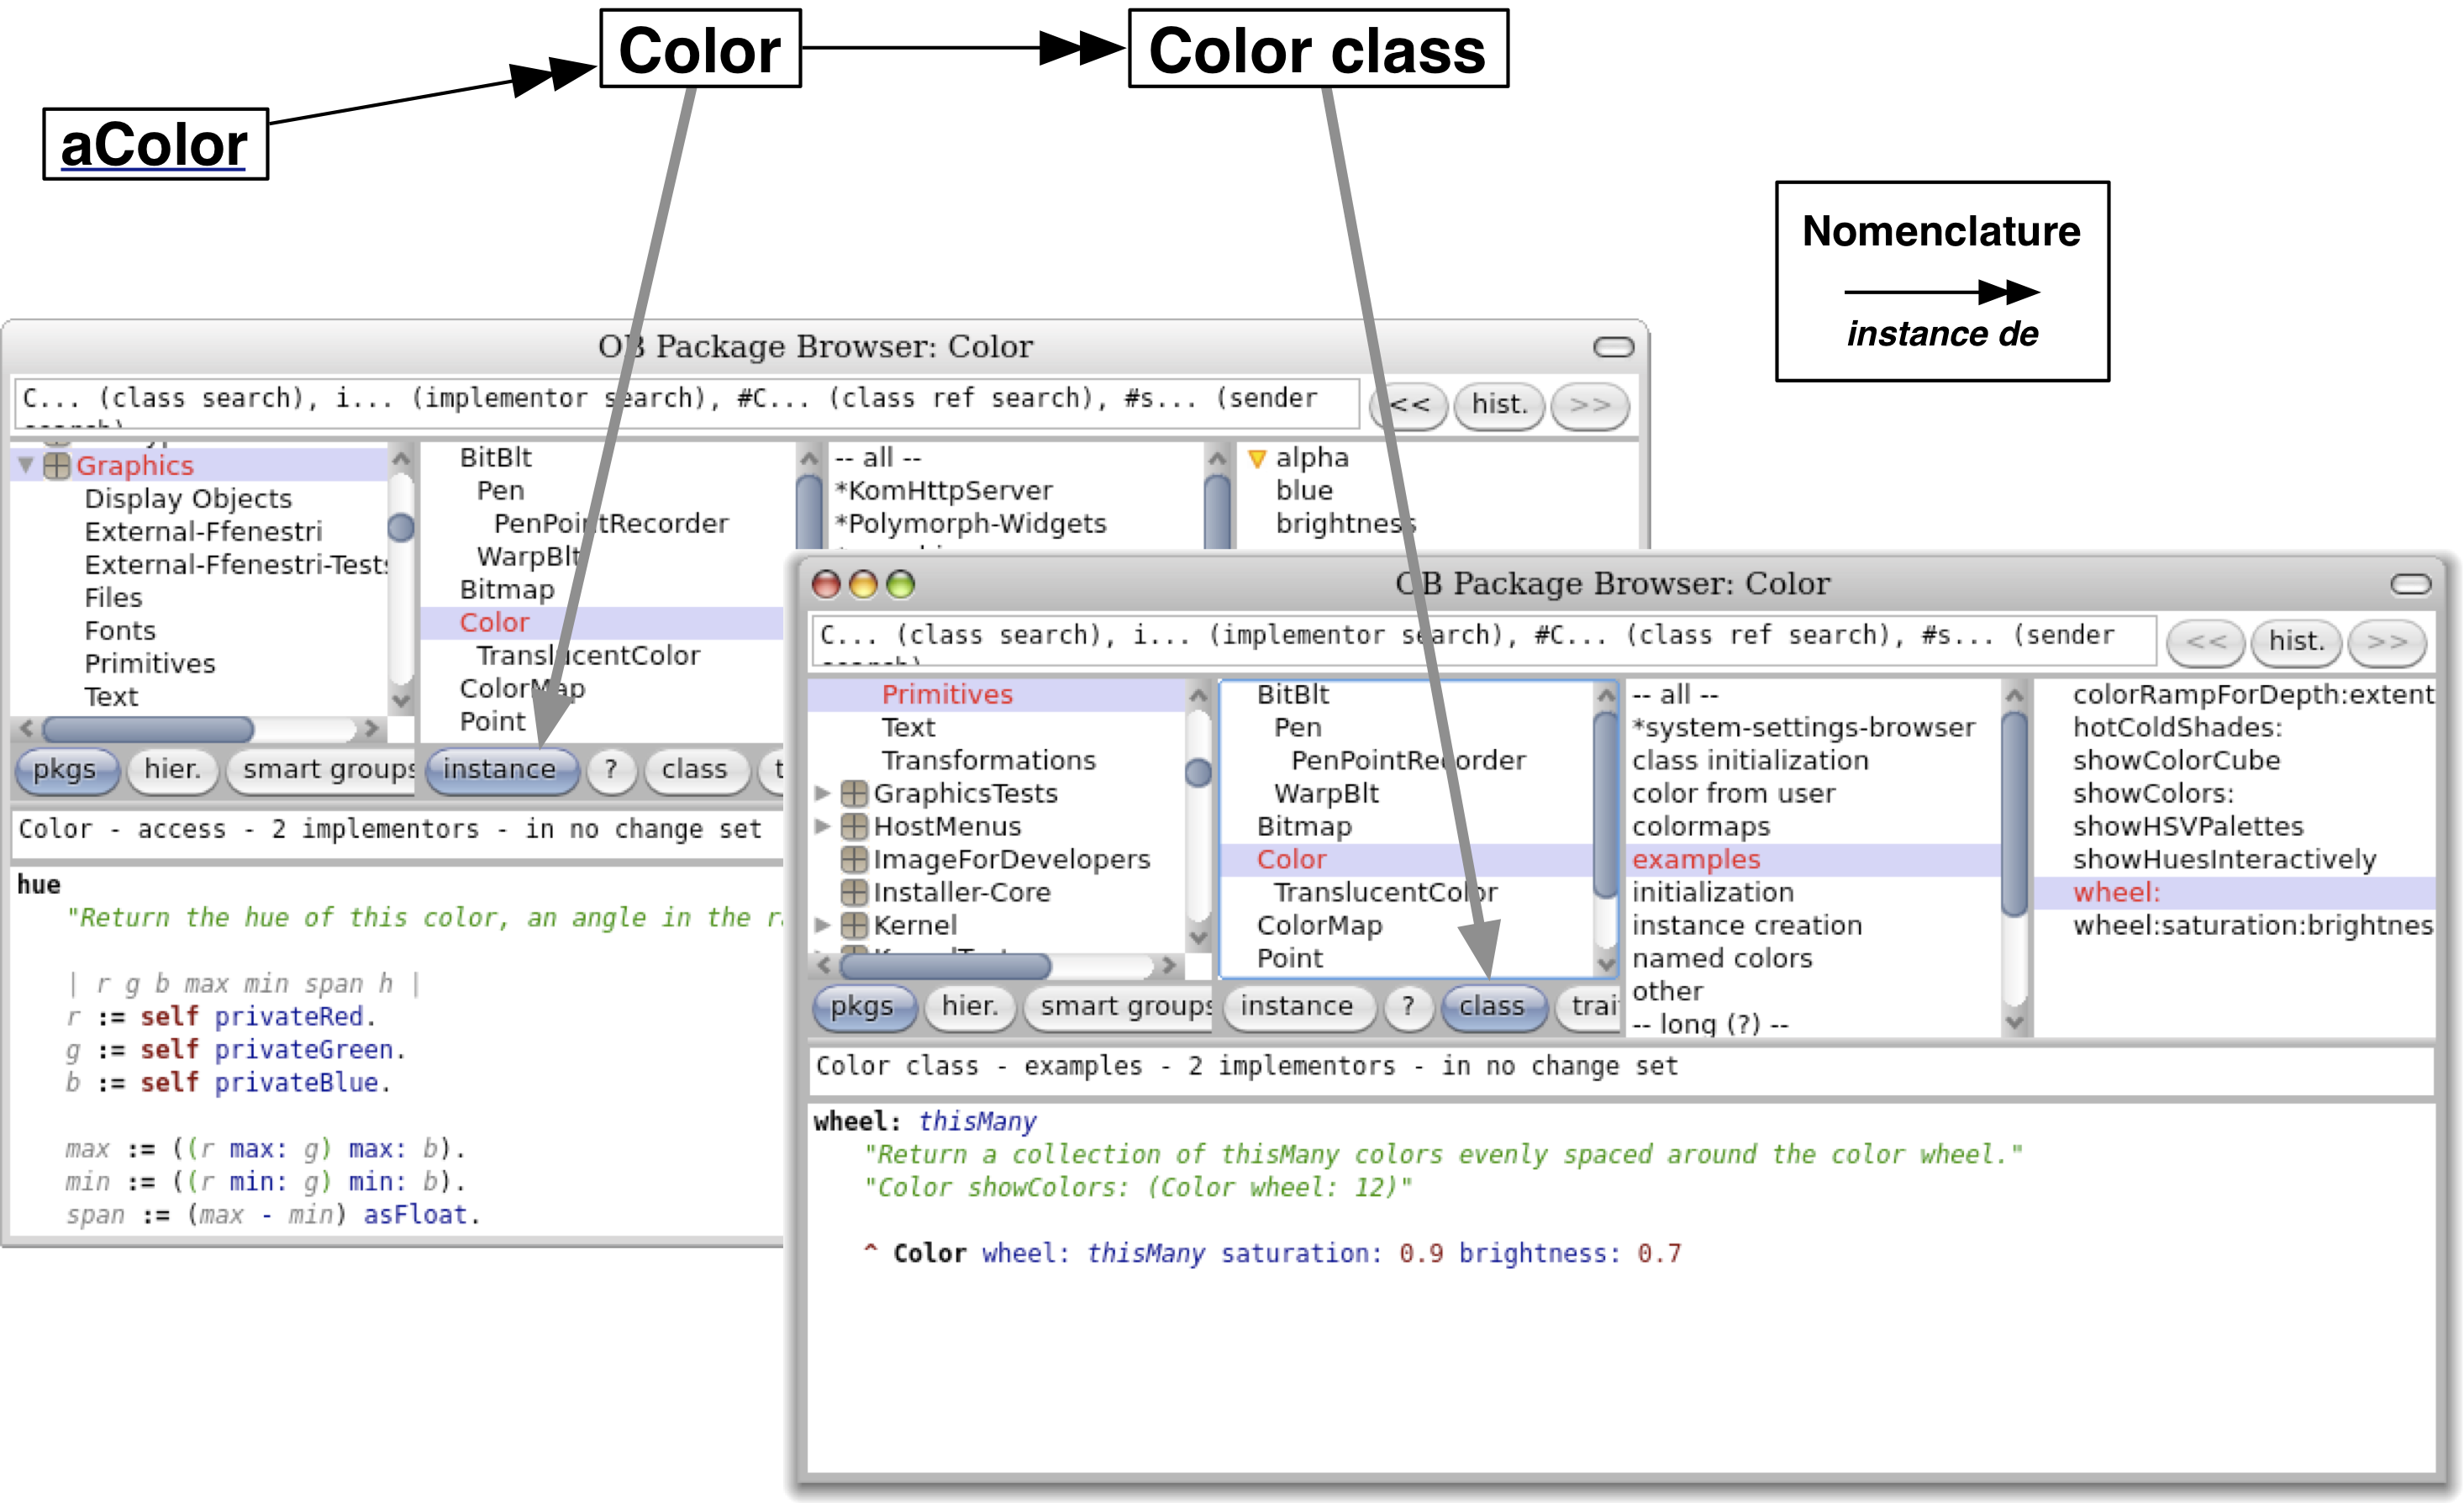 Color
Color class
aColor
Nomenclature
instance de
OB Package Browser: Color
C... (class search), i... (implementor search), #C... (class ref search), #s... (sender
<<
hist.
>>
Graphics
Display Objects
External-Ffenestri
External-Ffenestri-Tests
Files
Fonts
Primitives
Text
BitBlt
Pen
PenPointRecorder
WarpBlt
Bitmap
Color
TranslucentColor
ColorMap
Point
-- all --
*KomHttpServer
*Polymorph-Widgets
alpha
blue
brightness
pkgs
hier.
smart groups
instance
?
class
Color - access - 2 implementors - in no change set
hue
"Return the hue of this color, an angle in the
| r g b max min span h |
r := self privateRed.
g := self privateGreen.
b := self privateBlue.
max := ((r max: g) max: b).
min := ((r min: g) min: b).
span := (max - min) asFloat.
OB Package Browser: Color
C... (class search), i... (implementor search), #C... (class ref search), #s... (sender
<<
hist.
>>
Primitives
Text
Transformations
GraphicsTests
HostMenus
ImageForDevelopers
Installer-Core
Kernel
BitBlt
Pen
PenPointRecorder
WarpBlt
Bitmap
Color
TranslucentColor
ColorMap
Point
-- all --
*system-settings-browser
class initialization
color from user
colormaps
examples
initialization
instance creation
named colors
other
-- long (?) --
colorRampForDepth:extent
hotColdShades:
showColorCube
showColors:
showHSVPalettes
showHuesInteractively
wheel:
wheel:saturation:brightnes
pkgs
hier.
smart groups
instance
?
class
trai
Color class - examples - 2 implementors - in no change set
wheel: thisMany
"Return a collection of thisMany colors evenly spaced around the color wheel."
"Color showColors: (Color wheel: 12)"
^ Color wheel: thisMany saturation: 0.9 brightness: 0.7